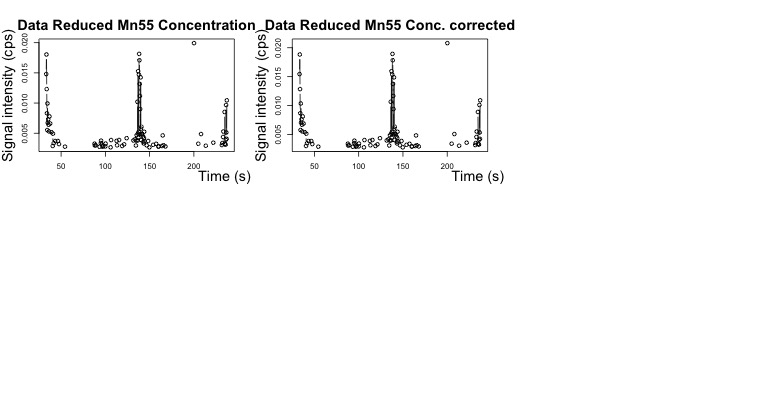 Data Reduced Mn55 Concentration
Signal intensity (cps)
0.005 0.010 0.015 0.020
50 100 150 200
Time (s)
Data Reduced Mn55 Conc. corrected
Signal intensity (cps)
0.005 0.010 0.015 0.020
50 100 150 200
Time (s)